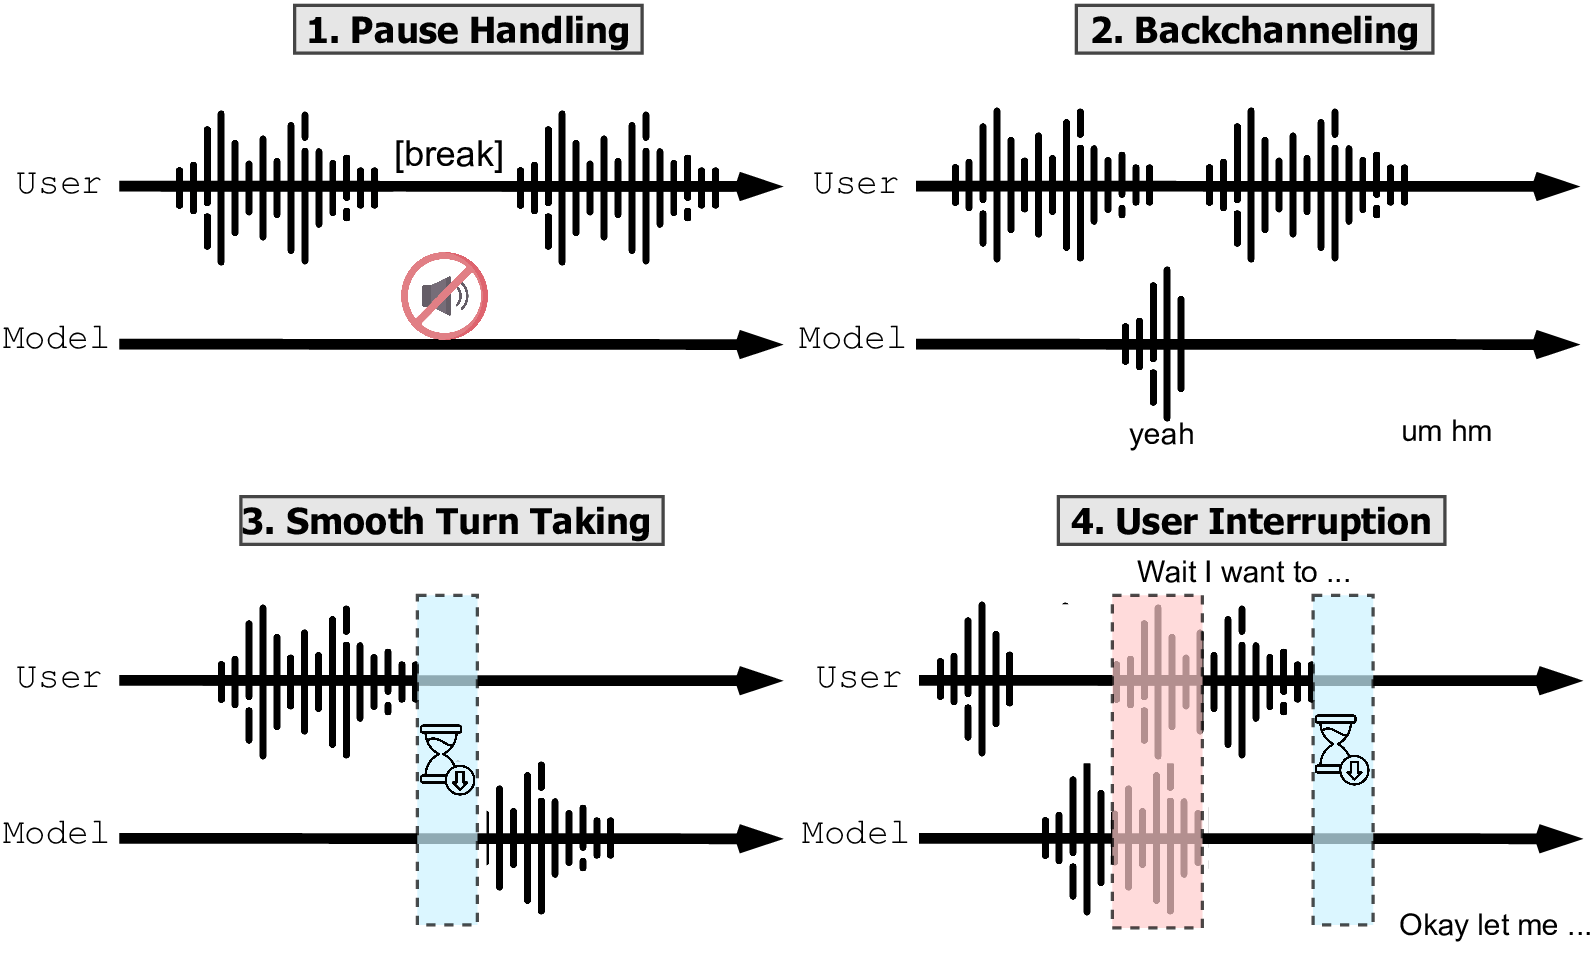 1. Pause Handling
[break]
User
Model
2. Backchanneling
User
Model
yeah
um hm
3. Smooth Turn Taking
User
Model
4. User Interruption
Wait I want to ...
User
Model
Okay let me ...